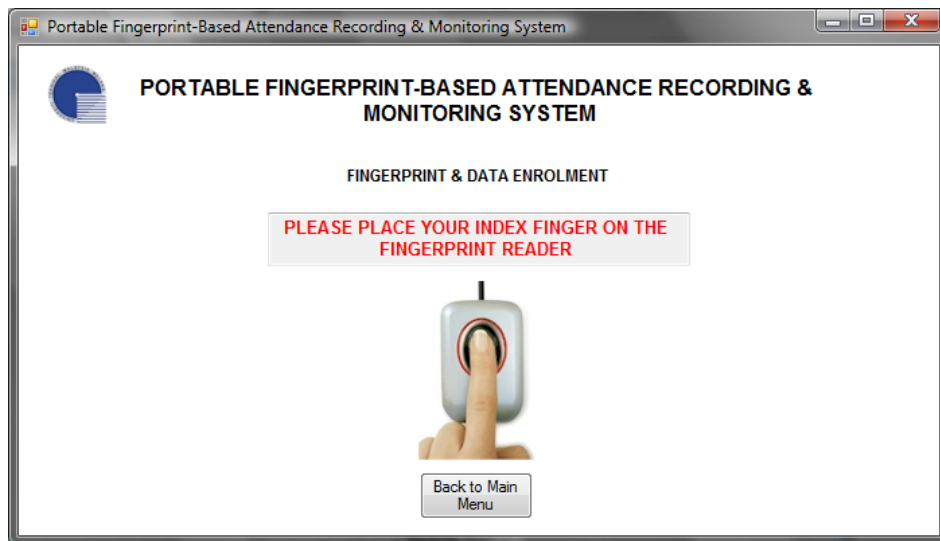 Portable Fingerprint-Based Attendance Recording & Monitoring System
PORTABLE FINGERPRINT-BASED ATTENDANCE RECORDING &
MONITORING SYSTEM
FINGERPRINT & DATA ENROLMENT
PLEASE PLACE YOUR INDEX FINGER ON THE
FINGERPRINT READER
Back to Main
Menu